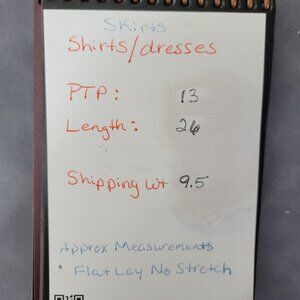 Skirts
Shirts/dresses
PTP: 13
Length: 26
Shipping wt 9.5
Approx Measurements
Flat Lay No Stretch